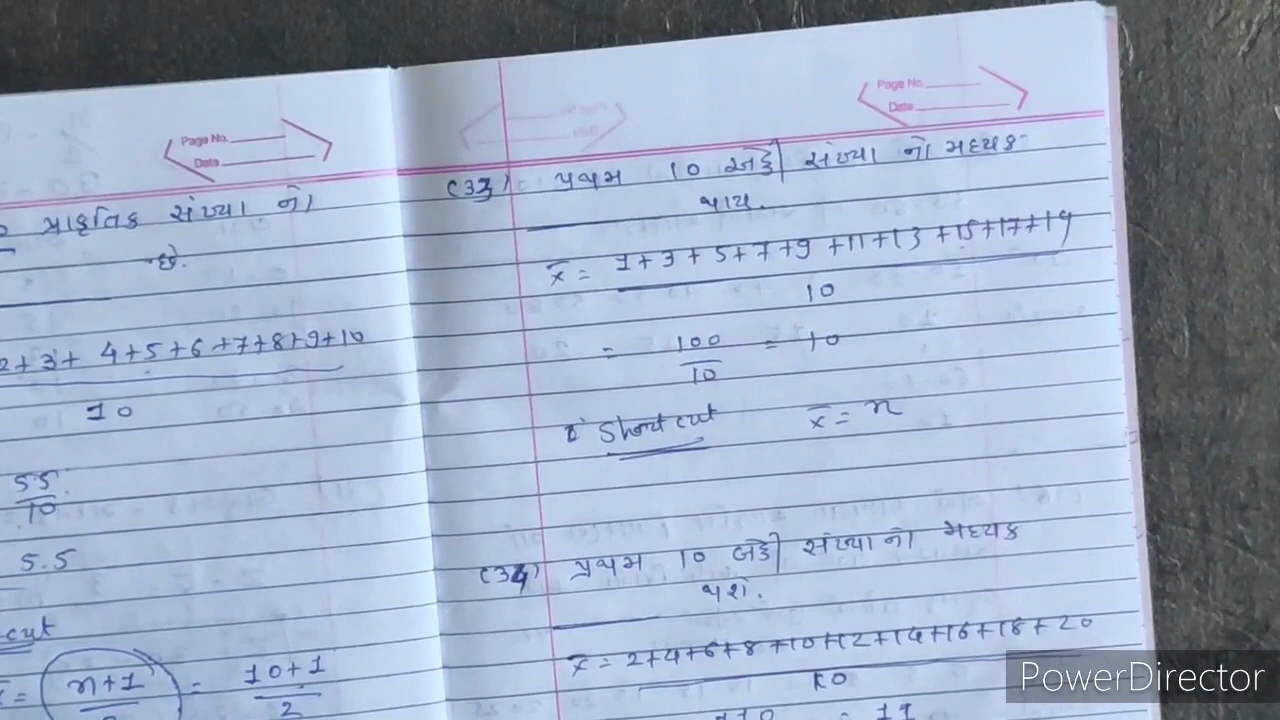 Page No.
Date
પ્રાકૃતિક સંખ્યા નો
છે.
2+3+ 4+5+6+7+8+9+10
10
55
10
5.5
cut
x̄ = n+1 = 10+1
2
Page No.
Date
(33) પ્રથમ 10 એકી સંખ્યા નો મધ્યક
થાય.
x̄ = 1+3+5+7+9+11+13+15+17+19
10
= 100 = 10
10
Short cut x̄ = n
(34) પ્રથમ 10 બેકી સંખ્યાનો મધ્યક
થશે.
x̄ = 2+4+6+8+10+12+14+16+18+20
10
110 = 11
PowerDirector